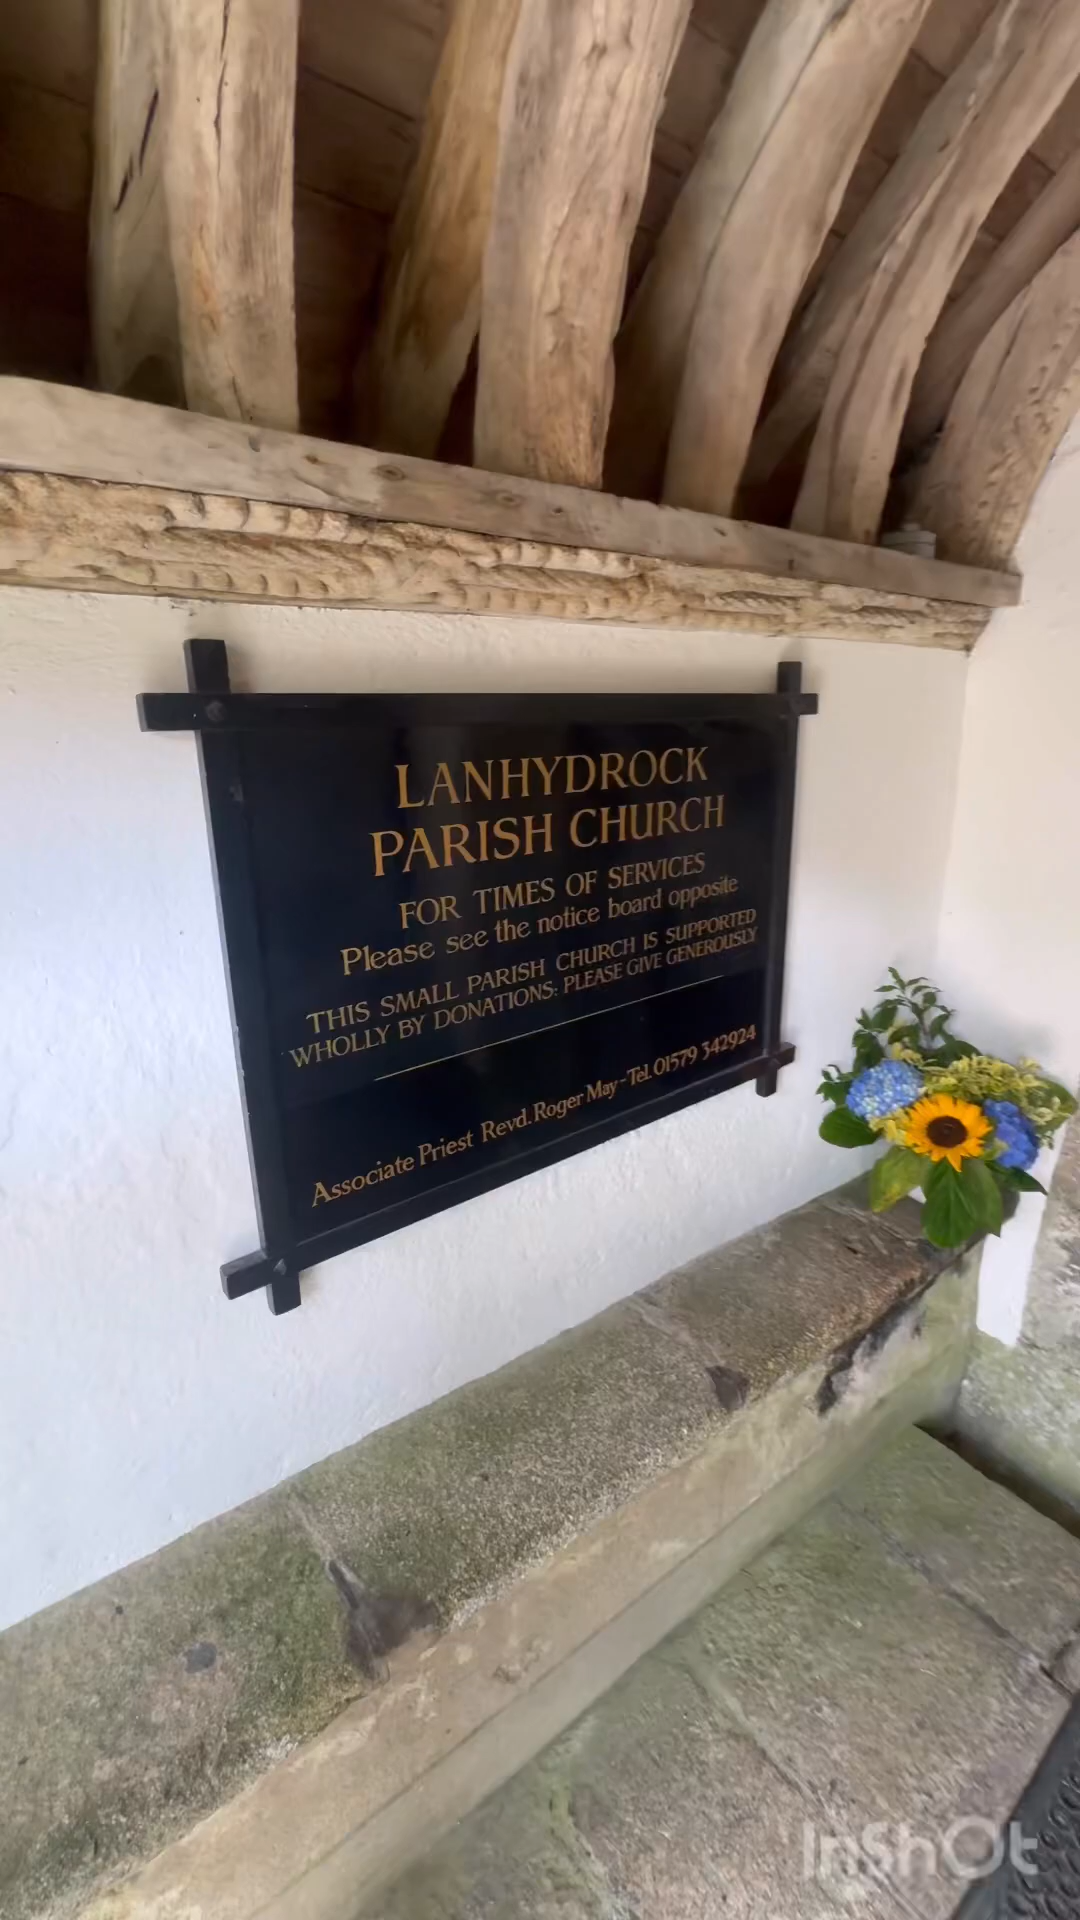 LANHYDROCK
PARISH CHURCH
FOR TIMES OF SERVICES
Please see the notice board opposite
THIS SMALL PARISH CHURCH IS SUPPORTED
WHOLLY BY DONATIONS: PLEASE GIVE GENEROUSLY
Associate Priest Revd. Roger May - Tel. 01579 342924
InShOt